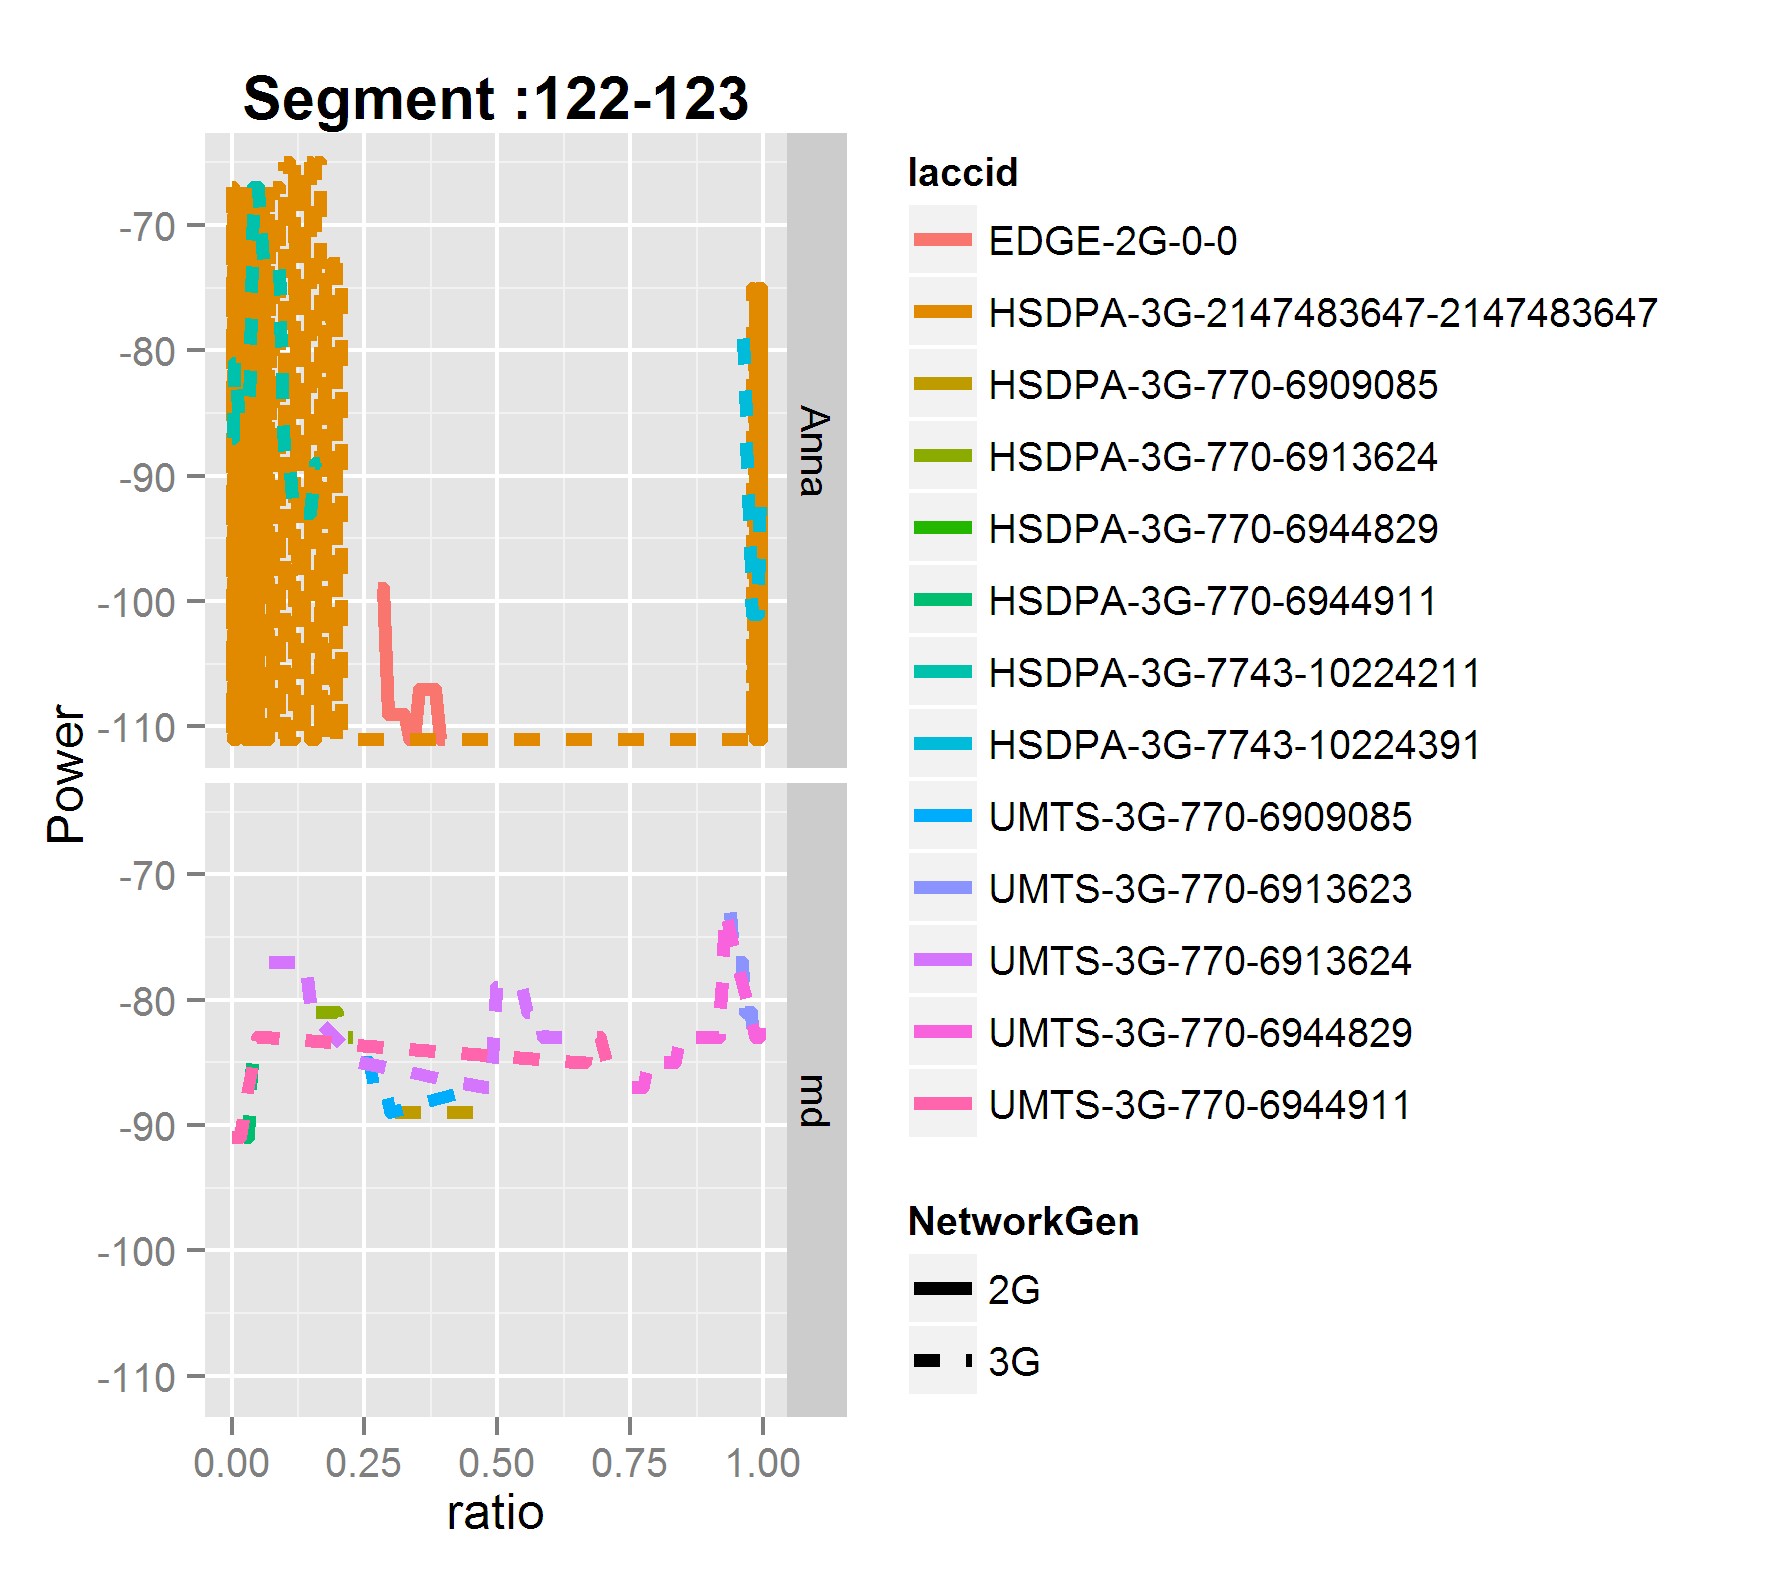 Segment :122-123
Power
-70
-80
-90
-100
-110
Anna
-70
-80
-90
-100
-110
md
0.00 0.25 0.50 0.75 1.00
ratio
laccid
EDGE-2G-0-0
HSDPA-3G-2147483647-2147483647
HSDPA-3G-770-6909085
HSDPA-3G-770-6913624
HSDPA-3G-770-6944829
HSDPA-3G-770-6944911
HSDPA-3G-7743-10224211
HSDPA-3G-7743-10224391
UMTS-3G-770-6909085
UMTS-3G-770-6913623
UMTS-3G-770-6913624
UMTS-3G-770-6944829
UMTS-3G-770-6944911
NetworkGen
2G
3G